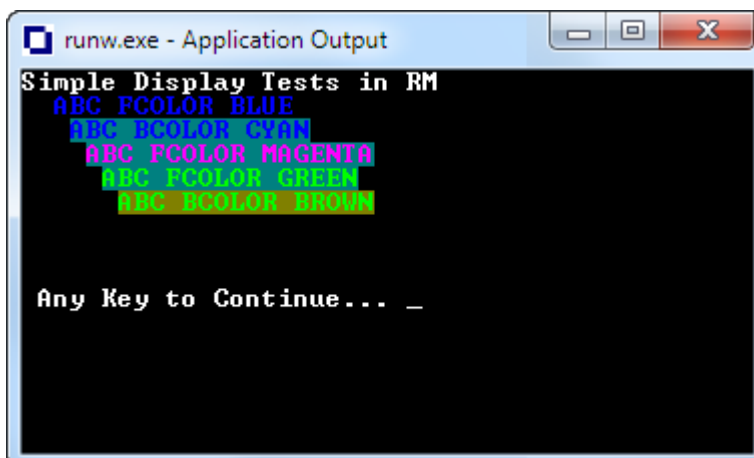 runw.exe - Application Output
Simple Display Tests in RM
ABC FCOLOR BLUE
ABC BCOLOR CYAN
ABC FCOLOR MAGENTA
ABC FCOLOR GREEN
ABC BCOLOR BROWN
Any Key to Continue... _